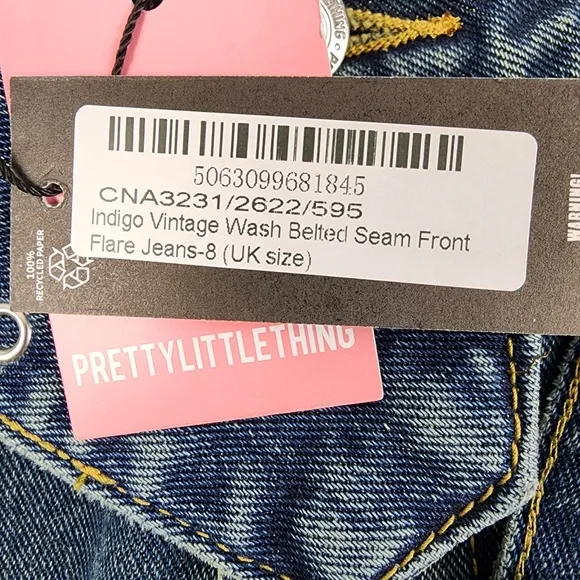 5063099681845
CNA3231/2622/595
Indigo Vintage Wash Belted Seam Front
Flare Jeans-8 (UK size)
100%
RECYCLED PAPER
WARNING!
PRETTYLITTLETHING